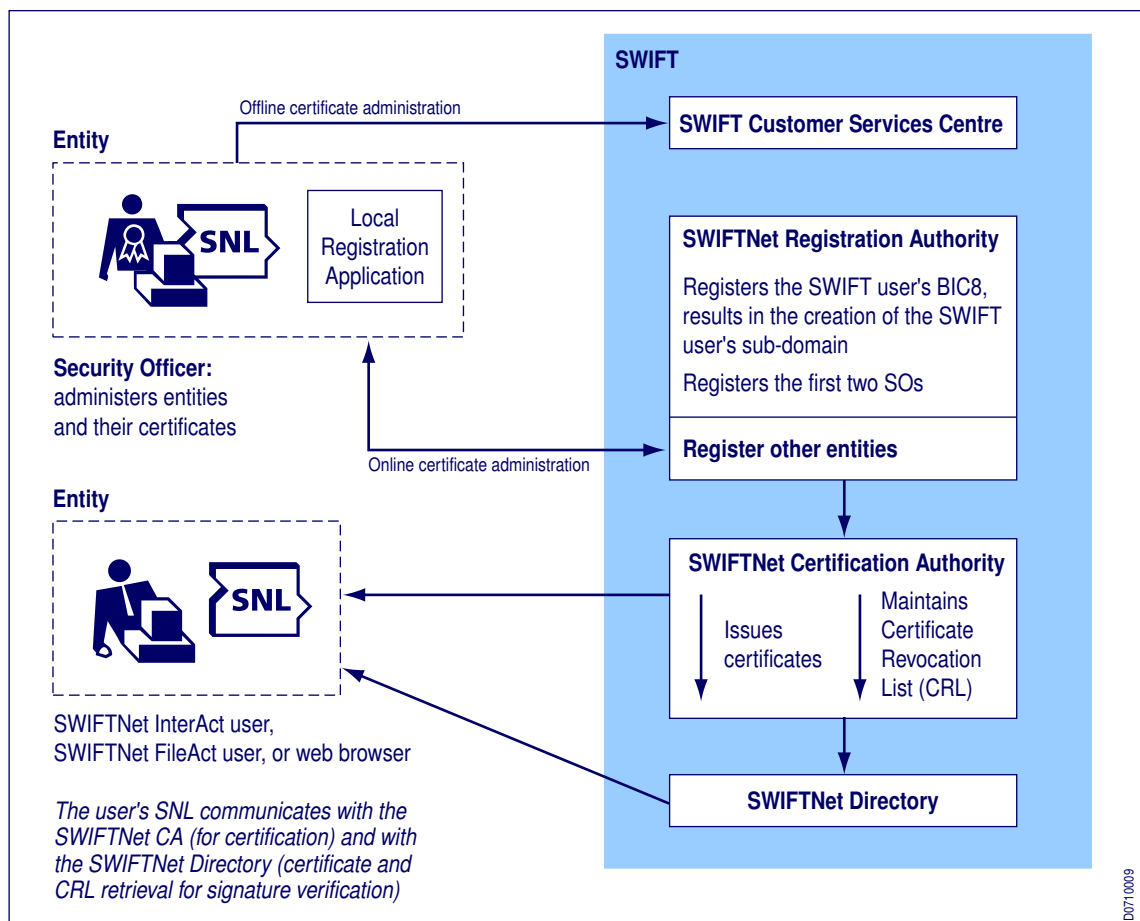 SWIFT
Offline certificate administration
SWIFT Customer Services Centre
Entity
SNL
Local
Registration
Application
Security Officer:
administers entities
and their certificates
SWIFTNet Registration Authority
Registers the SWIFT user's BIC8,
results in the creation of the SWIFT
user's sub-domain
Registers the first two SOs
Register other entities
Online certificate administration
Entity
SNL
SWIFTNet InterAct user,
SWIFTNet FileAct user, or web browser
The user's SNL communicates with the
SWIFTNet CA (for certification) and with
the SWIFTNet Directory (certificate and
CRL retrieval for signature verification)
SWIFTNet Certification Authority
Issues
certificates
Maintains
Certificate
Revocation
List (CRL)
SWIFTNet Directory
D0710009